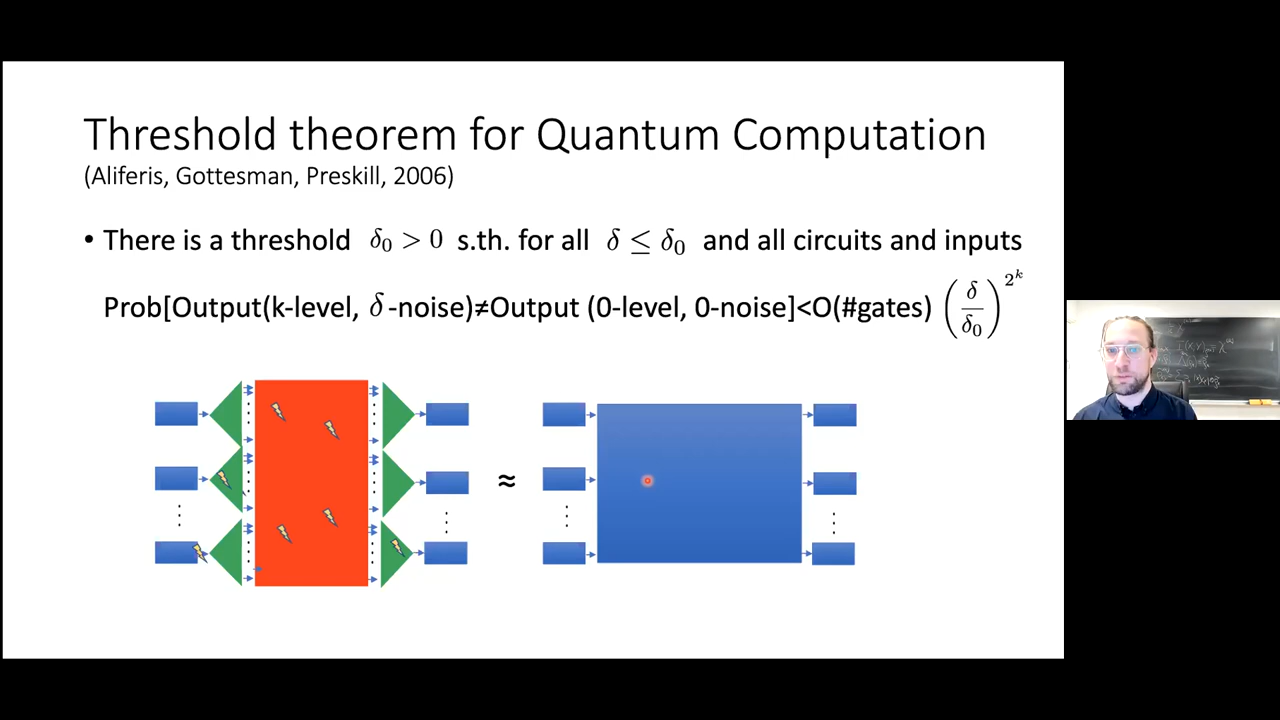 Threshold theorem for Quantum Computation
(Aliferis, Gottesman, Preskill, 2006)
• There is a threshold δ₀ > 0 s.th. for all δ ≤ δ₀ and all circuits and inputs
Prob[Output(k-level, δ-noise)≠Output (0-level, 0-noise]<O(#gates) (δ/δ₀)^{2^k}
≈